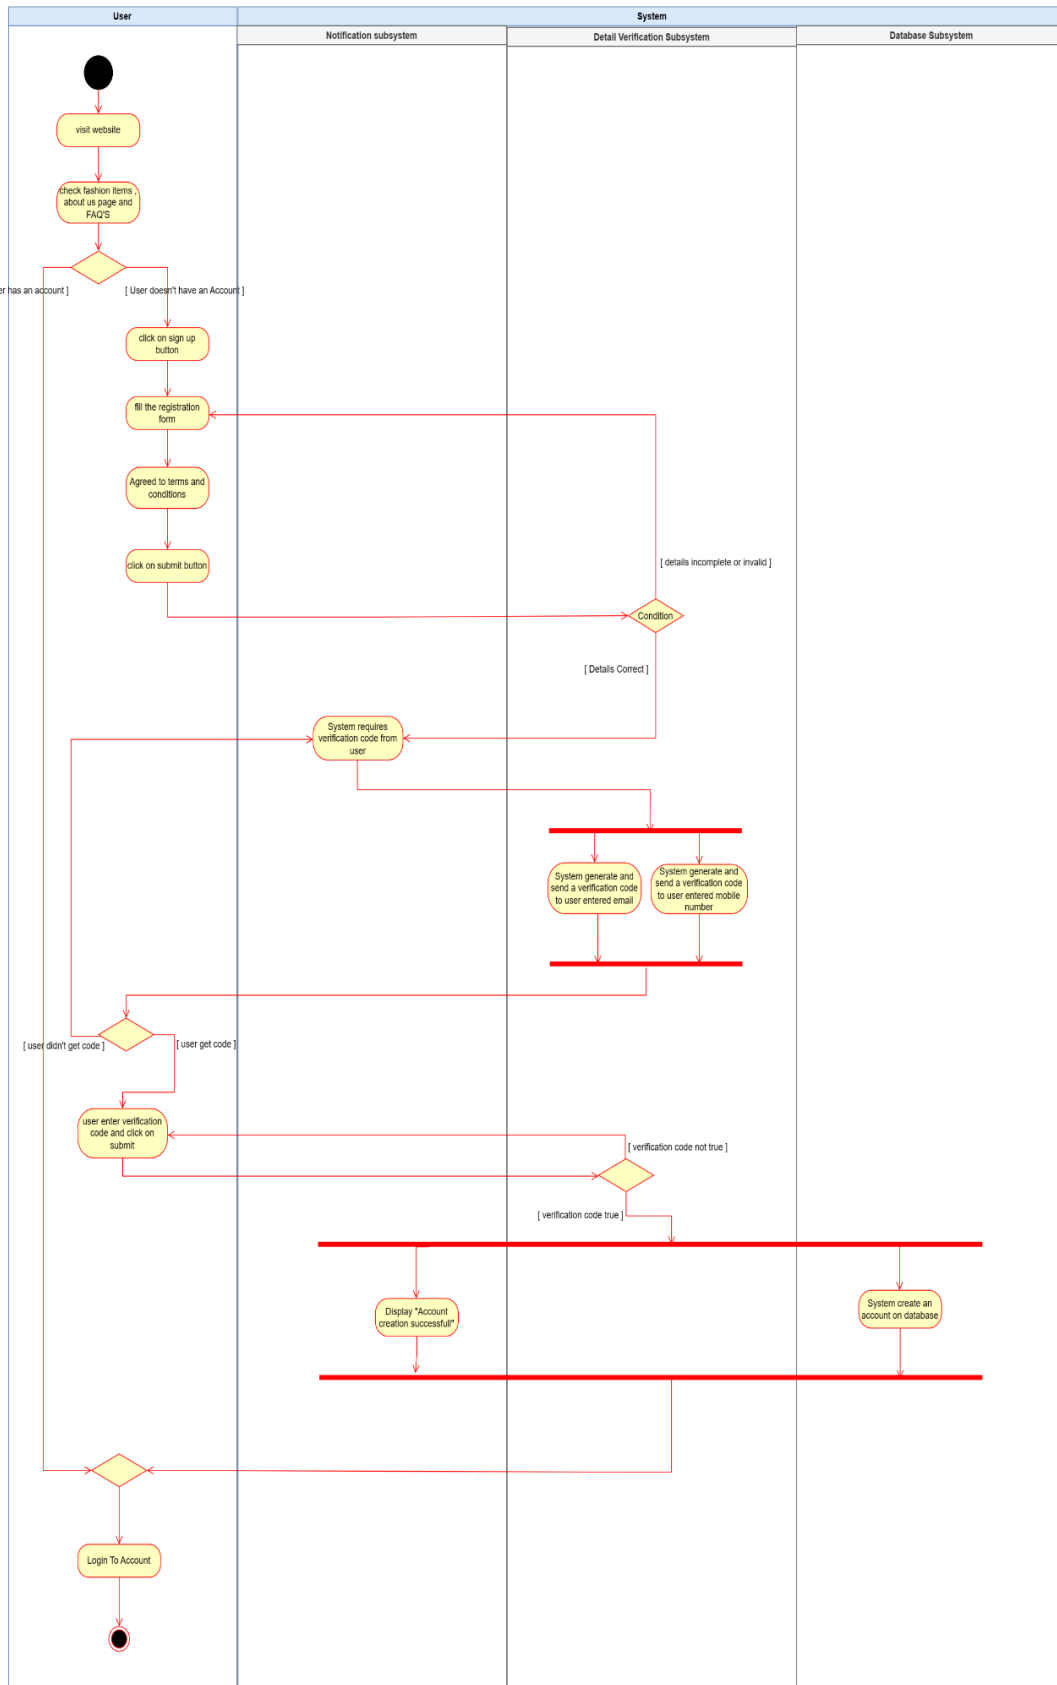 User
System
Notification subsystem
Detail Verification Subsystem
Database Subsystem
visit website
check fashion items ,
about us page and
FAQ'S
er has an account ]
[ User doesn't have an Account ]
click on sign up
button
fill the registration
form
Agreed to terms and
conditions
click on submit button
[ details incomplete or invalid ]
Condition
[ Details Correct ]
System requires
verification code from
user
System generate and
send a verification code
to user entered email
System generate and
send a verification code
to user entered mobile
number
[ user didn't get code ]
[ user get code ]
user enter verification
code and click on
submit
[ verification code not true ]
[ verification code true ]
Display "Account
creation successfull"
System create an
account on database
Login To Account